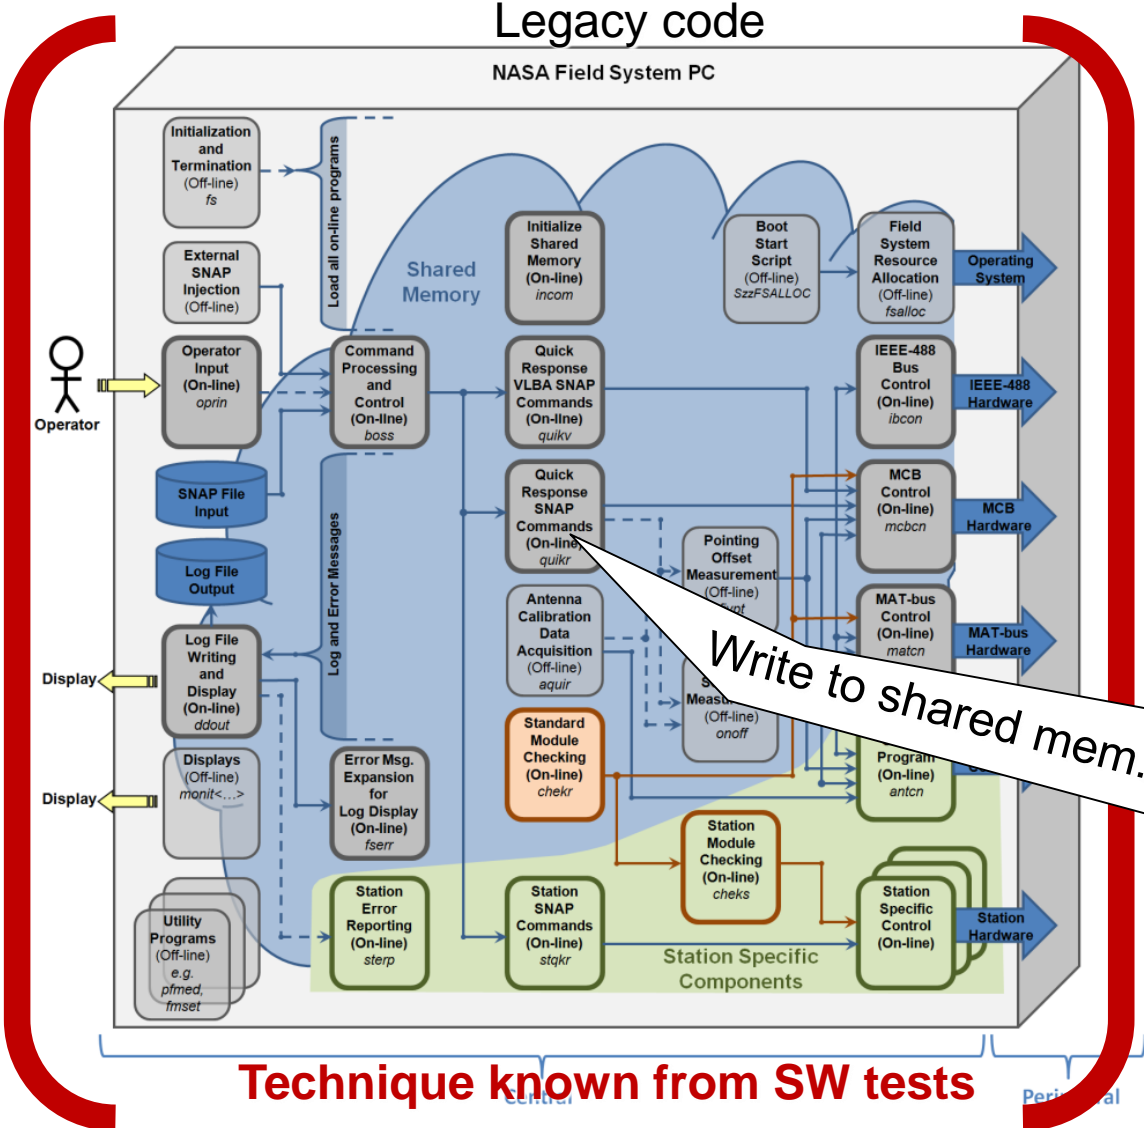 Legacy code
NASA Field System PC
Initialization
and
Termination
(Off-line)
fs
Load all on-line programs
External
SNAP
Injection
(Off-line)
Shared
Memory
Initialize
Shared
Memory
(On-line)
incom
Boot
Start
Script
(Off-line)
SzzFSALLOC
Field
System
Resource
Allocation
(Off-line)
fsalloc
Operating
System
Operator
Operator
Input
(On-line)
oprin
Command
Processing
and
Control
(On-line)
boss
Quick
Response
VLBA SNAP
Commands
(On-line)
quikv
IEEE-488
Bus
Control
(On-line)
ibcon
IEEE-488
Hardware
SNAP File
Input
Log File
Output
Log and Error Messages
Quick
Response
SNAP
Commands
(On-line)
quikr
MCB
Control
(On-line)
mcbcn
MCB
Hardware
Pointing
Offset
Measurement
(Off-line)
Antenna
Calibration
Data
Acquisition
(Off-line)
aquir
MAT-bus
Control
(On-line)
matcn
MAT-bus
Hardware
Write to shared mem.
Display
Log File
Writing
and
Display
(On-line)
ddout
(Off-line)
onoff
Standard
Module
Checking
(On-line)
chekr
Program
(On-line)
antcn
Display
Displays
(Off-line)
monit<...>
Error Msg.
Expansion
for
Log Display
(On-line)
fserr
Station
Module
Checking
(On-line)
cheks
Utility
Programs
(Off-line)
e.g.
pfmed,
fmset
Station
Error
Reporting
(On-line)
sterp
Station
SNAP
Commands
(On-line)
stqkr
Station Specific
Components
Station
Specific
Control
(On-line)
Station
Hardware
Technique known from SW tests